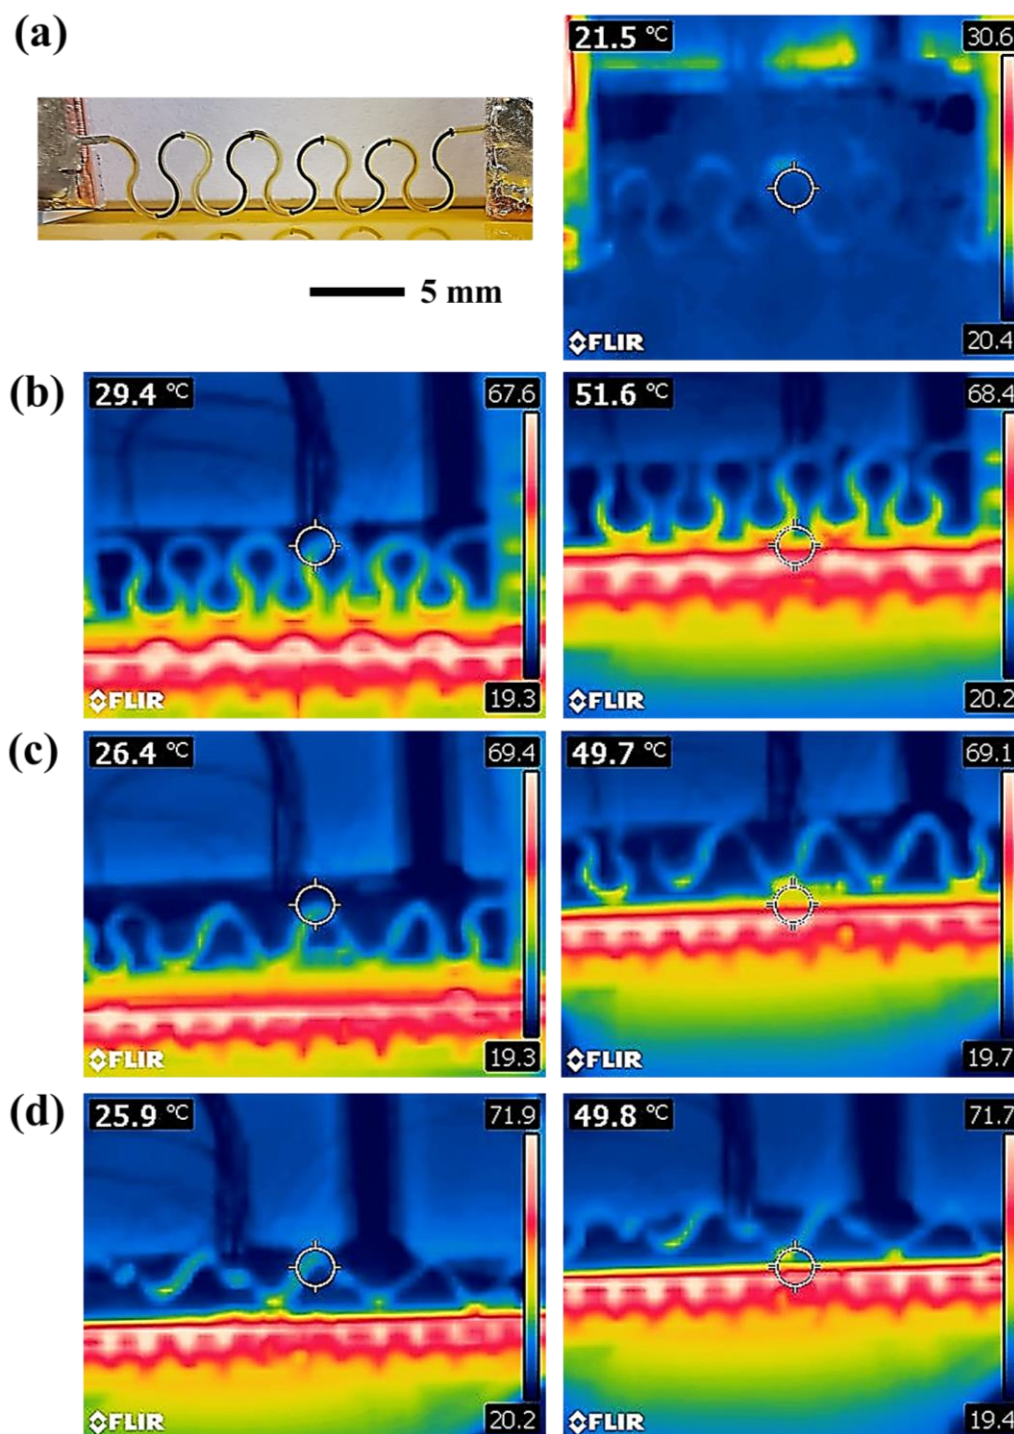 (a)
21.5 °C
30.6
5 mm
FLIR
20.4
(b)
29.4 °C
67.6
51.6 °C
68.4
FLIR
19.3
FLIR
20.2
(c)
26.4 °C
69.4
49.7 °C
69.1
FLIR
19.3
FLIR
19.7
(d)
25.9 °C
71.9
49.8 °C
71.7
FLIR
20.2
FLIR
19.4